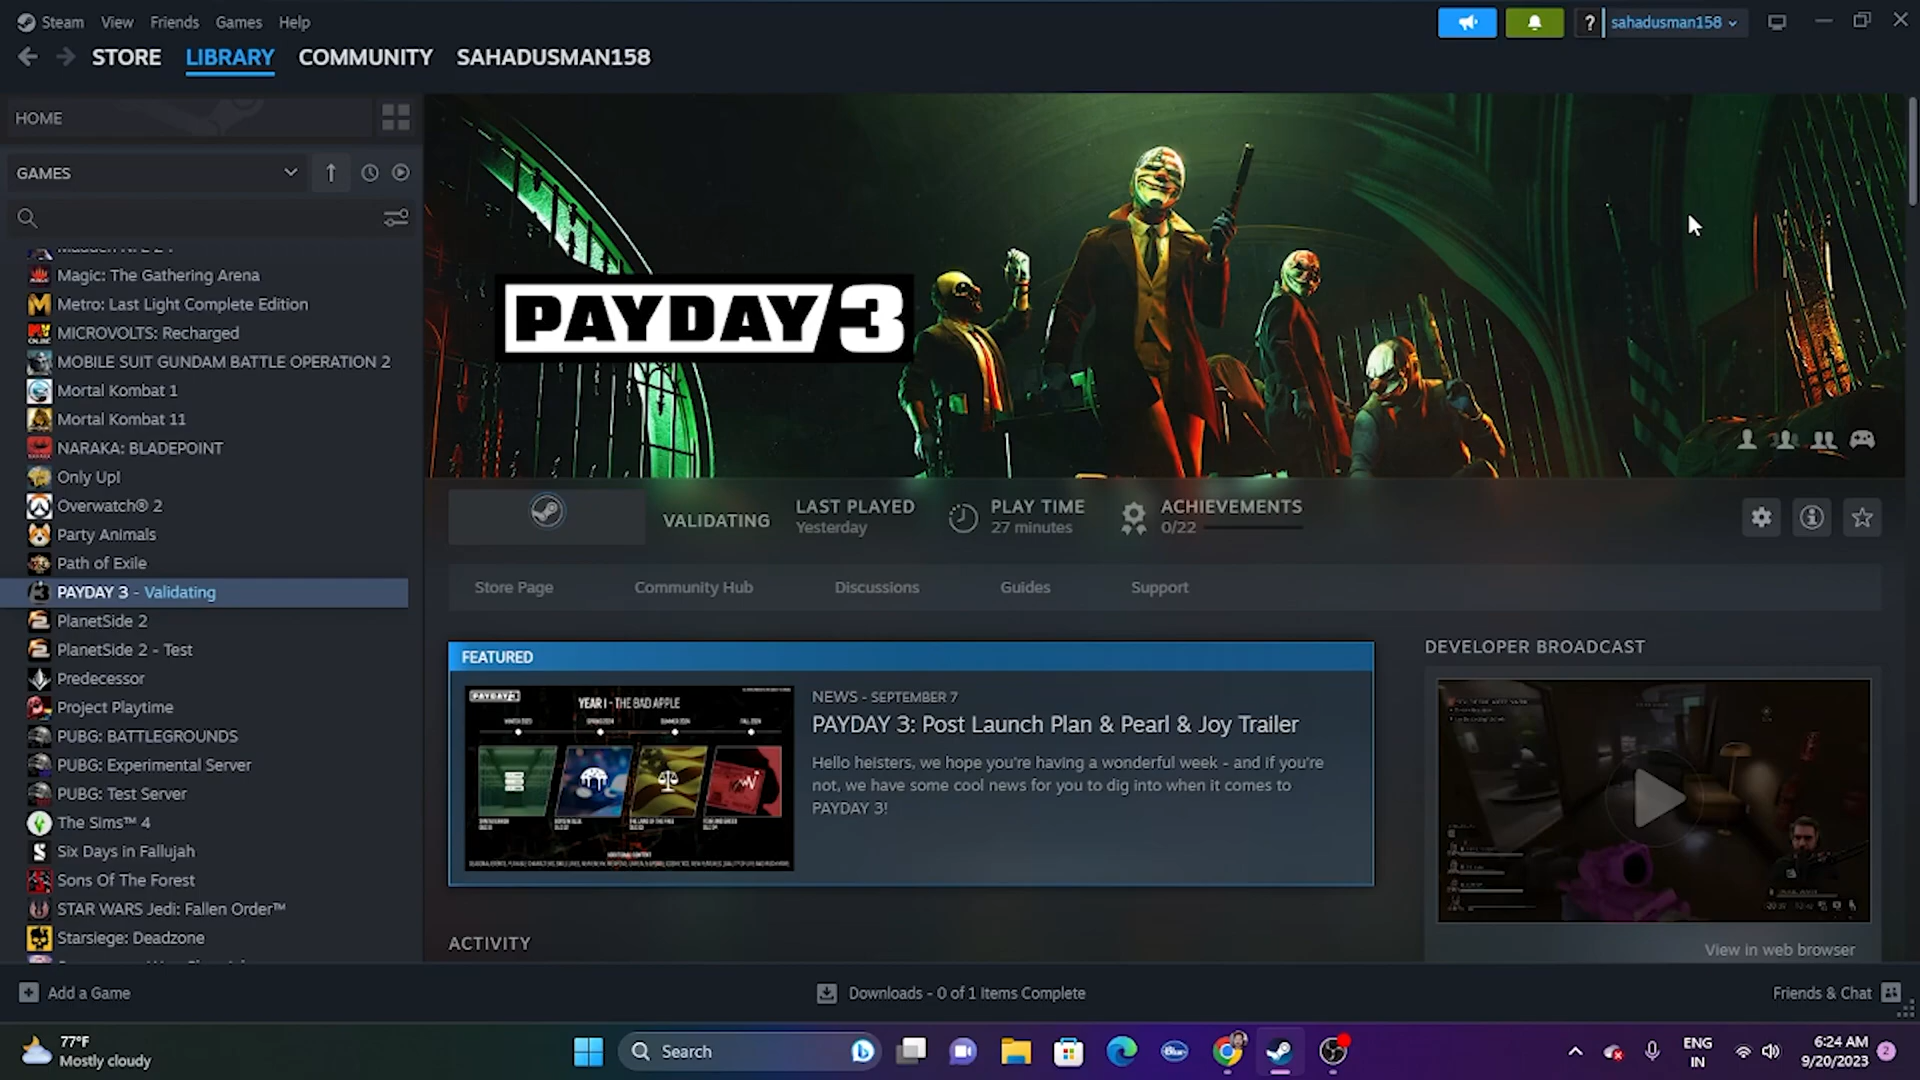 Steam View Friends Games Help
? sahadusman158
STORE LIBRARY COMMUNITY SAHADUSMAN158
HOME
GAMES
Magic: The Gathering Arena
Metro: Last Light Complete Edition
MICROVOLTS: Recharged
MOBILE SUIT GUNDAM BATTLE OPERATION 2
Mortal Kombat 1
Mortal Kombat 11
NARAKA: BLADEPOINT
Only Up!
Overwatch® 2
Party Animals
Path of Exile
PAYDAY 3 - Validating
PlanetSide 2
PlanetSide 2 - Test
Predecessor
Project Playtime
PUBG: BATTLEGROUNDS
PUBG: Experimental Server
PUBG: Test Server
The Sims™ 4
Six Days in Fallujah
Sons Of The Forest
STAR WARS Jedi: Fallen Order™
Starsiege: Deadzone
PAYDAY/3
VALIDATING
LAST PLAYED
Yesterday
PLAY TIME
27 minutes
ACHIEVEMENTS
0/22
Store Page Community Hub Discussions Guides Support
FEATURED
PAYDAY 3
YEAR 1 - THE BAD APPLE
NEWS - SEPTEMBER 7
PAYDAY 3: Post Launch Plan & Pearl & Joy Trailer
Hello heisters, we hope you're having a wonderful week - and if you're
not, we have some cool news for you to dig into when it comes to
PAYDAY 3!
DEVELOPER BROADCAST
View in web browser
ACTIVITY
Add a Game
Downloads - 0 of 1 Items Complete
Friends & Chat
77°F
Mostly cloudy
Search
ENG
IN
6:24 AM
9/20/2023
2